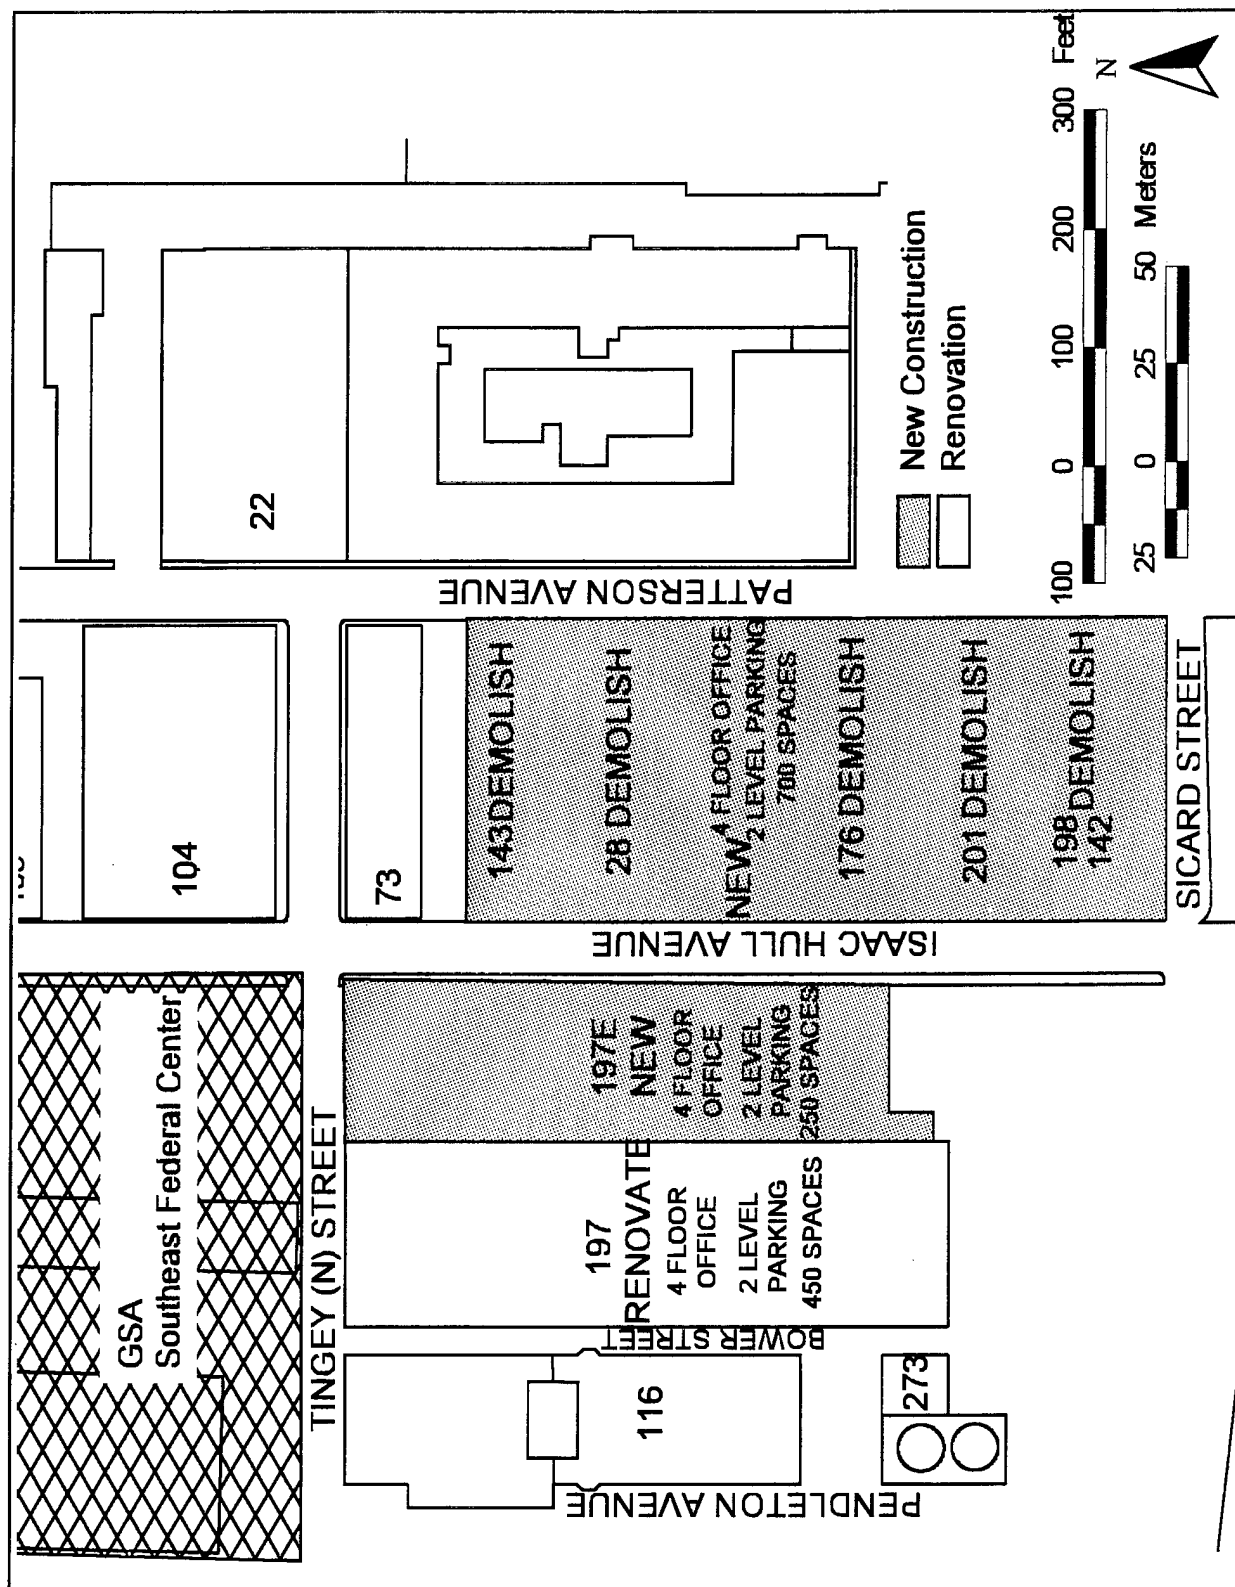 GSA
Southeast Federal Center
TINGEY (N) STREET
104
73
22
116
273
197
RENOVATE
4 FLOOR
OFFICE
2 LEVEL
PARKING
450 SPACES
197E
NEW
4 FLOOR
OFFICE
2 LEVEL
PARKING
250 SPACES
143 DEMOLISH
28 DEMOLISH
NEW 4 FLOOR OFFICE
2 LEVEL PARKING
700 SPACES
176 DEMOLISH
201 DEMOLISH
198 DEMOLISH
142
PENDLETON AVENUE
BOWER STREET
ISAAC HULL AVENUE
PATTERSON AVENUE
SICARD STREET
New Construction
Renovation
100 0 100 200 300 Feet
25 0 25 50 Meters
N